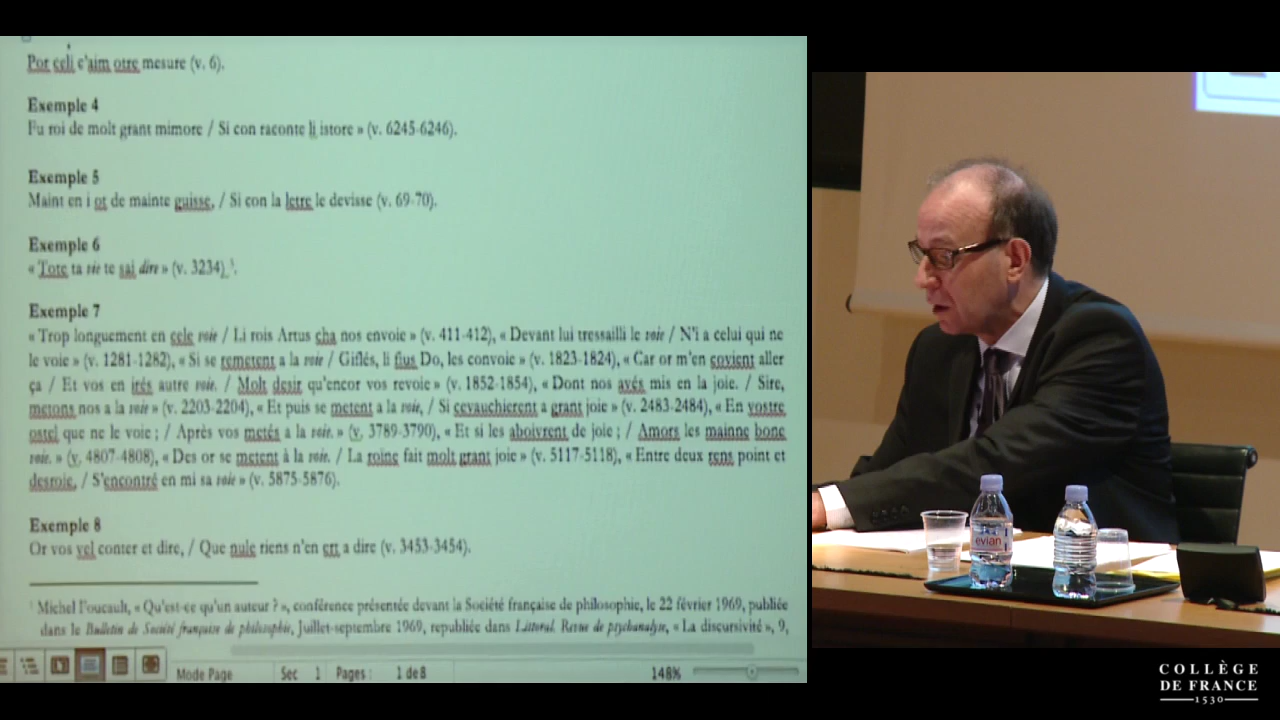 Por celi c'aim otre mesure (v. 6).
Exemple 4
Fu roi de molt grant mimore / Si con raconte li istore » (v. 6245-6246).
Exemple 5
Maint en i ot de mainte guisse, / Si con la letre le devisse (v. 69-70).
Exemple 6
« Tote ta vie te sai dire » (v. 3234).
Exemple 7
« Trop longuement en cele voie / Li rois Artus cha nos envoie » (v. 411-412), « Devant lui tressailli le voie / N'i a celui qui ne
le voie » (v. 1281-1282), « Si se remetent a la voie / Giflés, li fius Do, les convoie » (v. 1823-1824), « Car or m'en covient aller
ça / Et vos en irés autre voie. / Molt desir qu'encor vos revoie » (v. 1852-1854), « Dont nos avés mis en la joie. / Sire,
metons nos a la voie » (v. 2203-2204), « Et puis se metent a la voie, / Si cevauchierent a grant joie » (v. 2483-2484), « En vostre
ostel que ne le voie ; / Après vos metés a la voie. » (v. 3789-3790), « Et si les aboivrent de joie ; / Amors les mainne bone
voie. » (v. 4807-4808), « Des or se metent à la voie. / La roine fait molt grant joie » (v. 5117-5118), « Entre deux rens point et
desroie, / S'encontré en mi sa voie » (v. 5875-5876).
Exemple 8
Or vos vel conter et dire, / Que nule riens n'en ert a dire (v. 3453-3454).
Michel Foucault, « Qu'est-ce qu'un auteur ? », conférence présentée devant la Société française de philosophie, le 22 février 1969, publiée
dans le Bulletin de Société française de philosophie, Juillet-septembre 1969, republiée dans Littoral. Revue de psychanalyse, « La discursivité », 9,
Mode Page Sec 1 Pages : 1 de 8 148%
evian
COLLÈGE
DE FRANCE
1530